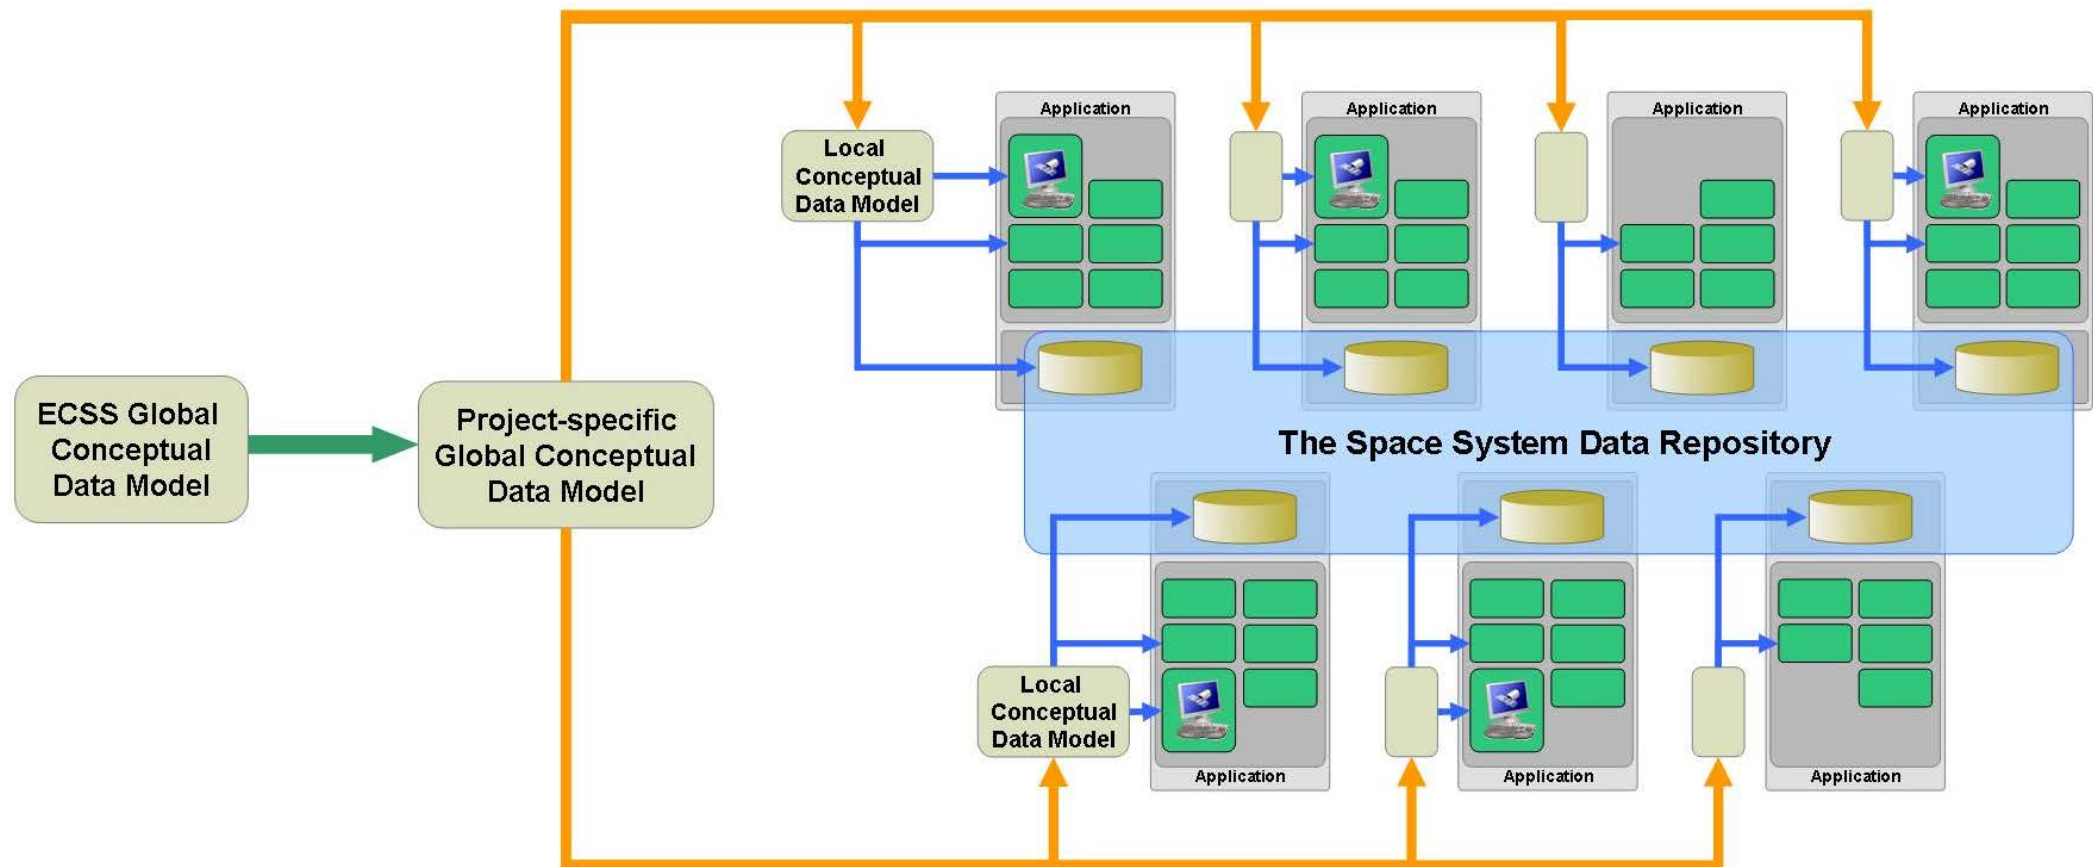 Application
Application
Application
Application
Local
Conceptual
Data Model
ECSS Global
Conceptual
Data Model
Project-specific
Global Conceptual
Data Model
The Space System Data Repository
Local
Conceptual
Data Model
Application
Application
Application